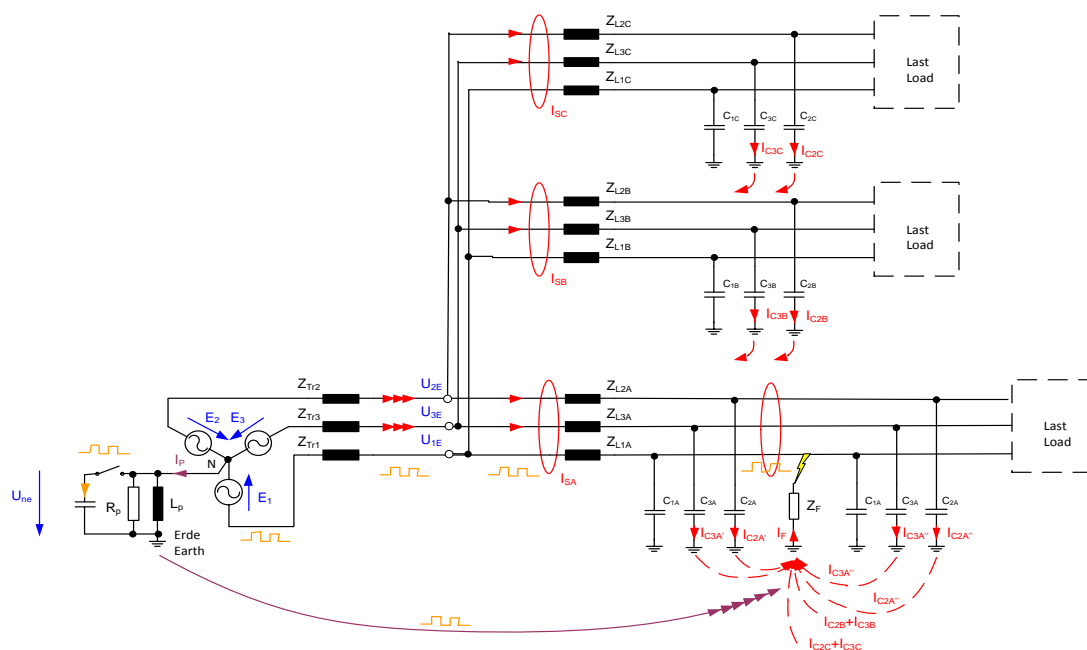 Z_L2C
Z_L3C
Z_L1C
I_SC
C_1C
C_3C
C_2C
I_C3C
I_C2C
Last
Load
Z_L2B
Z_L3B
Z_L1B
I_SB
C_1B
C_3B
C_2B
I_C3B
I_C2B
Last
Load
Z_Tr2
Z_Tr3
Z_Tr1
U_2E
U_3E
U_1E
Z_L2A
Z_L3A
Z_L1A
I_SA
Last
Load
E_2
E_3
N
I_P
E_1
U_ne
R_p
L_p
Erde
Earth
C_1A
C_3A
C_2A
Z_F
C_1A
C_3A
C_2A
I_C3A'
I_C2A'
I_F
I_C3A''
I_C2A''
I_C3A''
I_C2A''
I_C2B+I_C3B
I_C2C+I_C3C